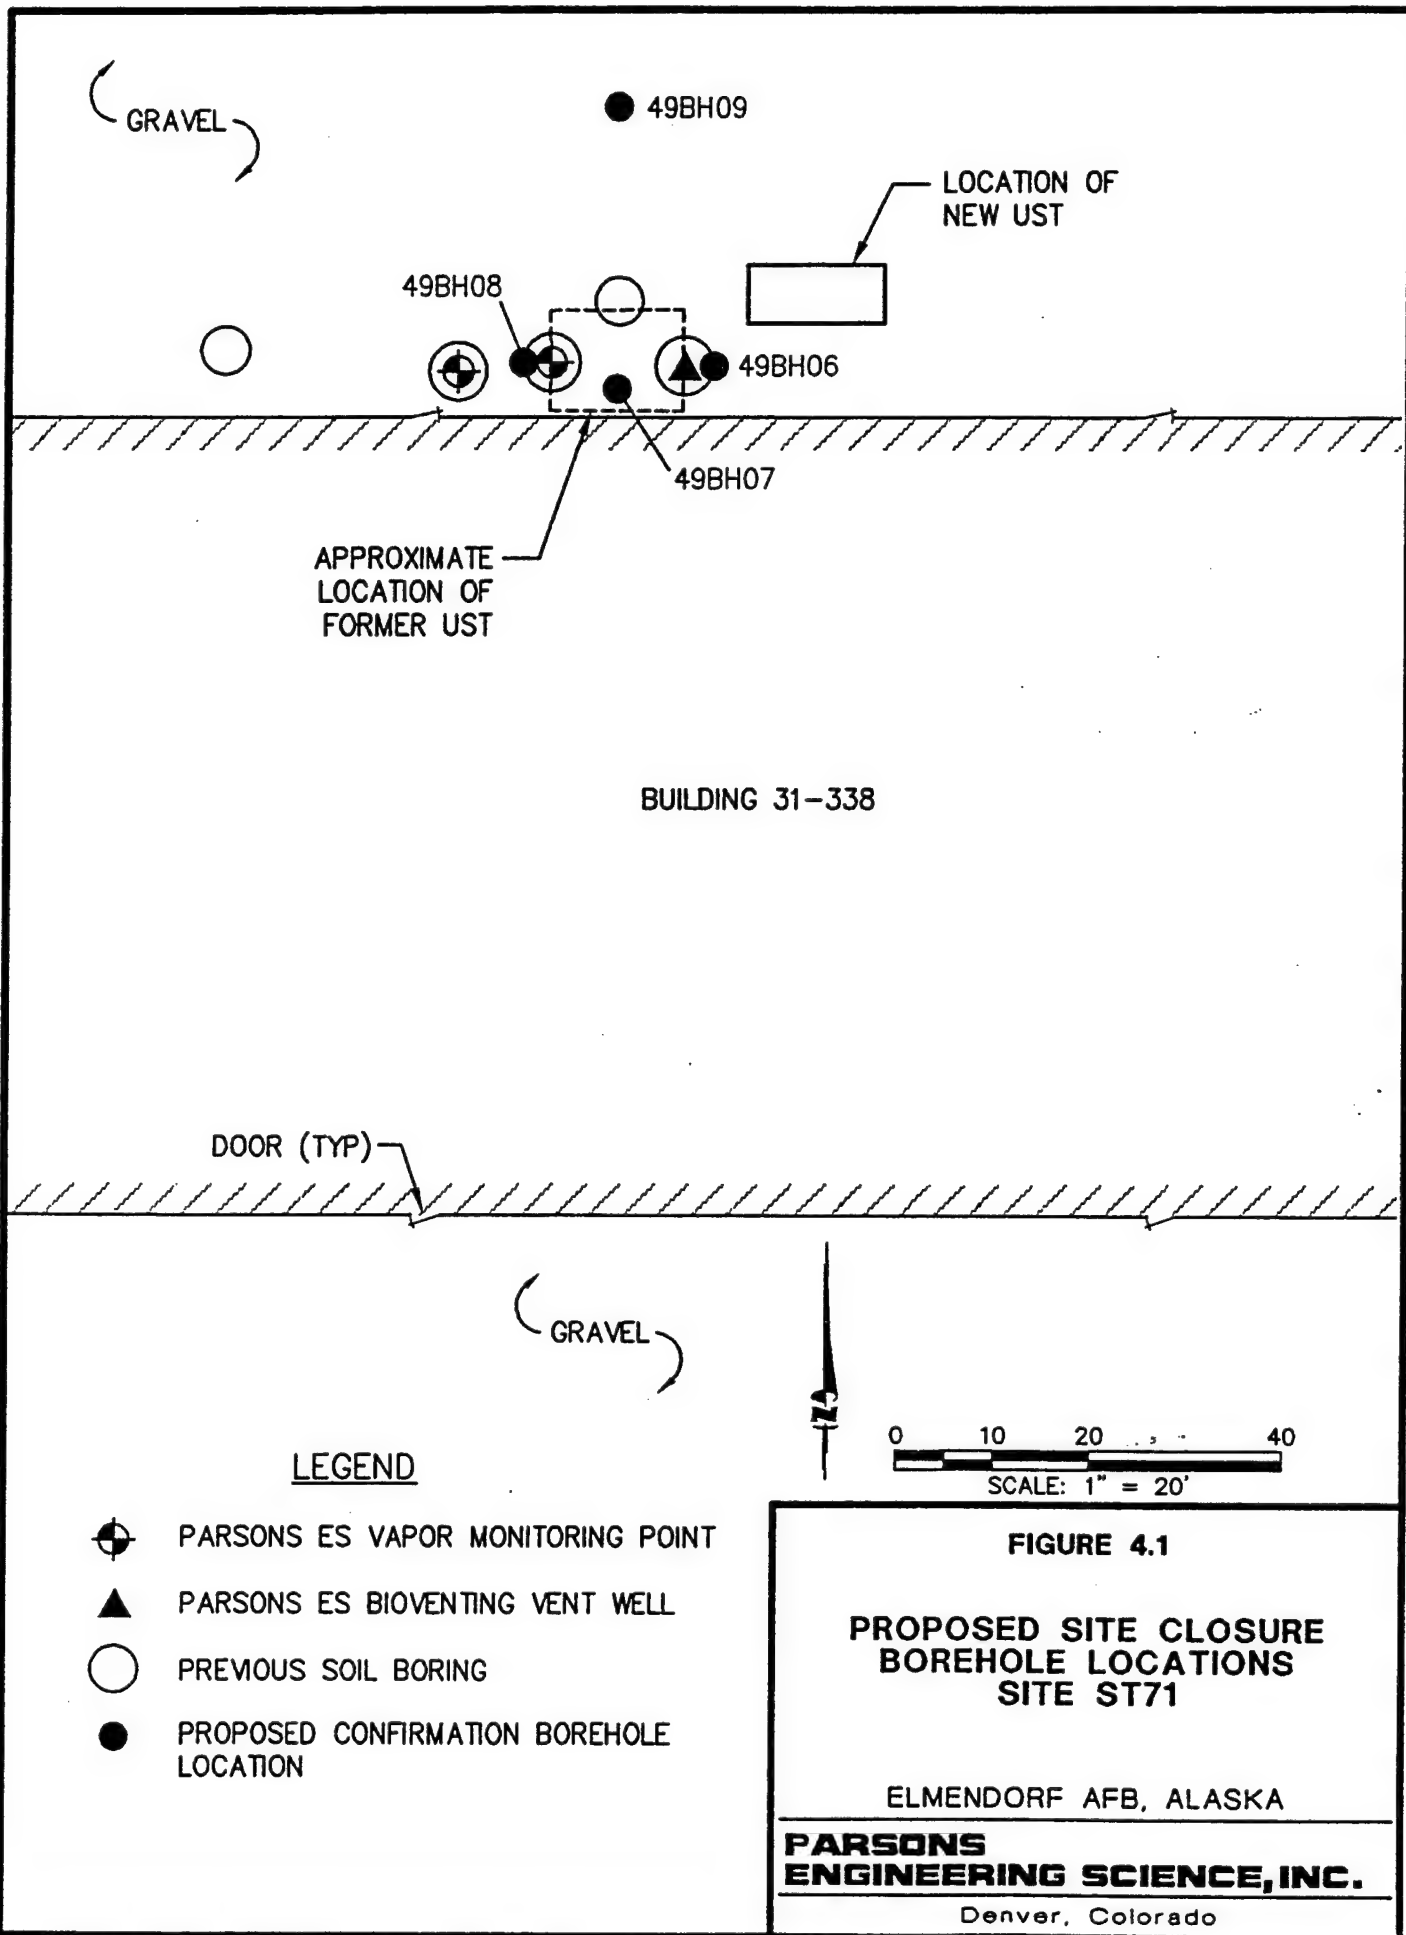 GRAVEL
49BH09
LOCATION OF
NEW UST
49BH08
49BH06
49BH07
APPROXIMATE
LOCATION OF
FORMER UST
BUILDING 31-338
DOOR (TYP)
GRAVEL
N
0 10 20 40
SCALE: 1" = 20'
LEGEND
PARSONS ES VAPOR MONITORING POINT
PARSONS ES BIOVENTING VENT WELL
PREVIOUS SOIL BORING
PROPOSED CONFIRMATION BOREHOLE
LOCATION
FIGURE 4.1
PROPOSED SITE CLOSURE
BOREHOLE LOCATIONS
SITE ST71
ELMENDORF AFB, ALASKA
PARSONS
ENGINEERING SCIENCE, INC.
Denver, Colorado